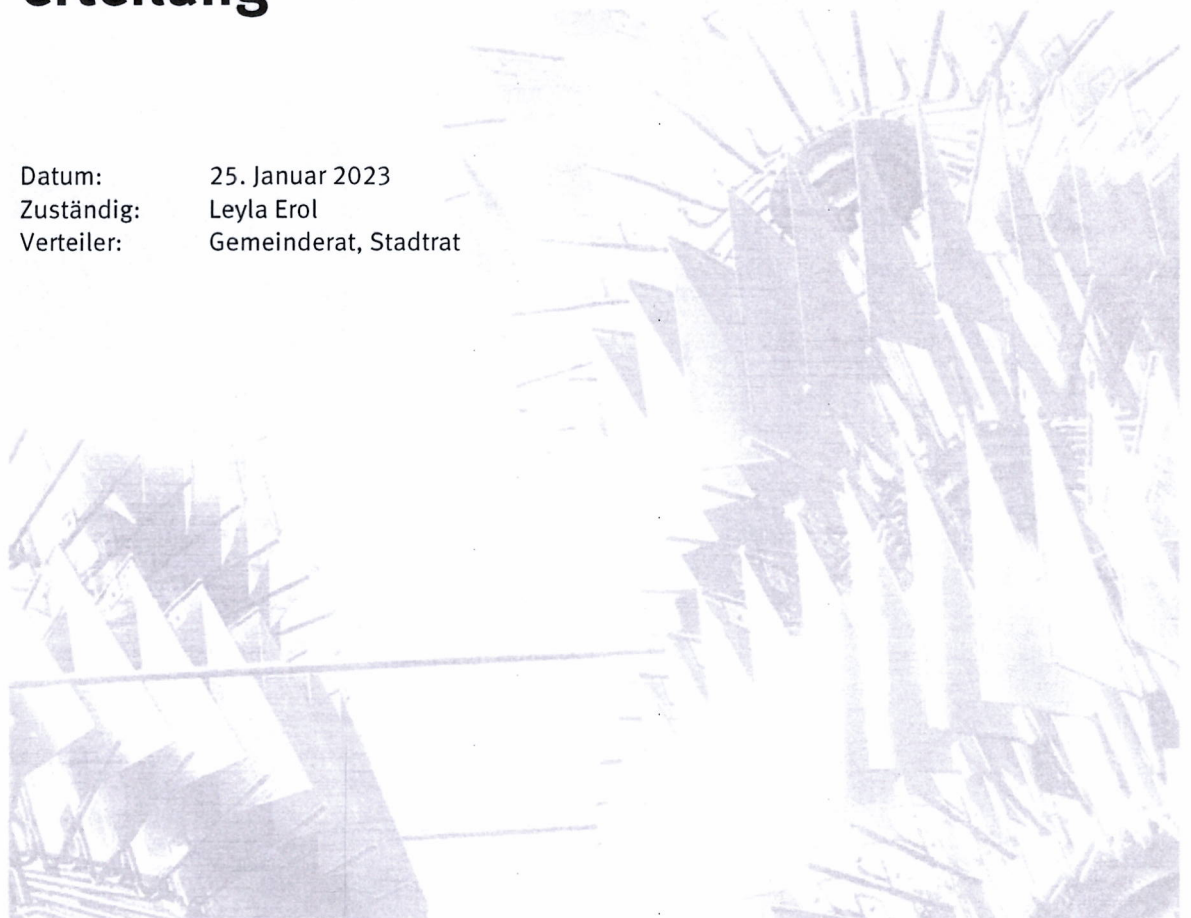 Datum: 25. Januar 2023
Zuständig: Leyla Erol
Verteiler: Gemeinderat, Stadtrat